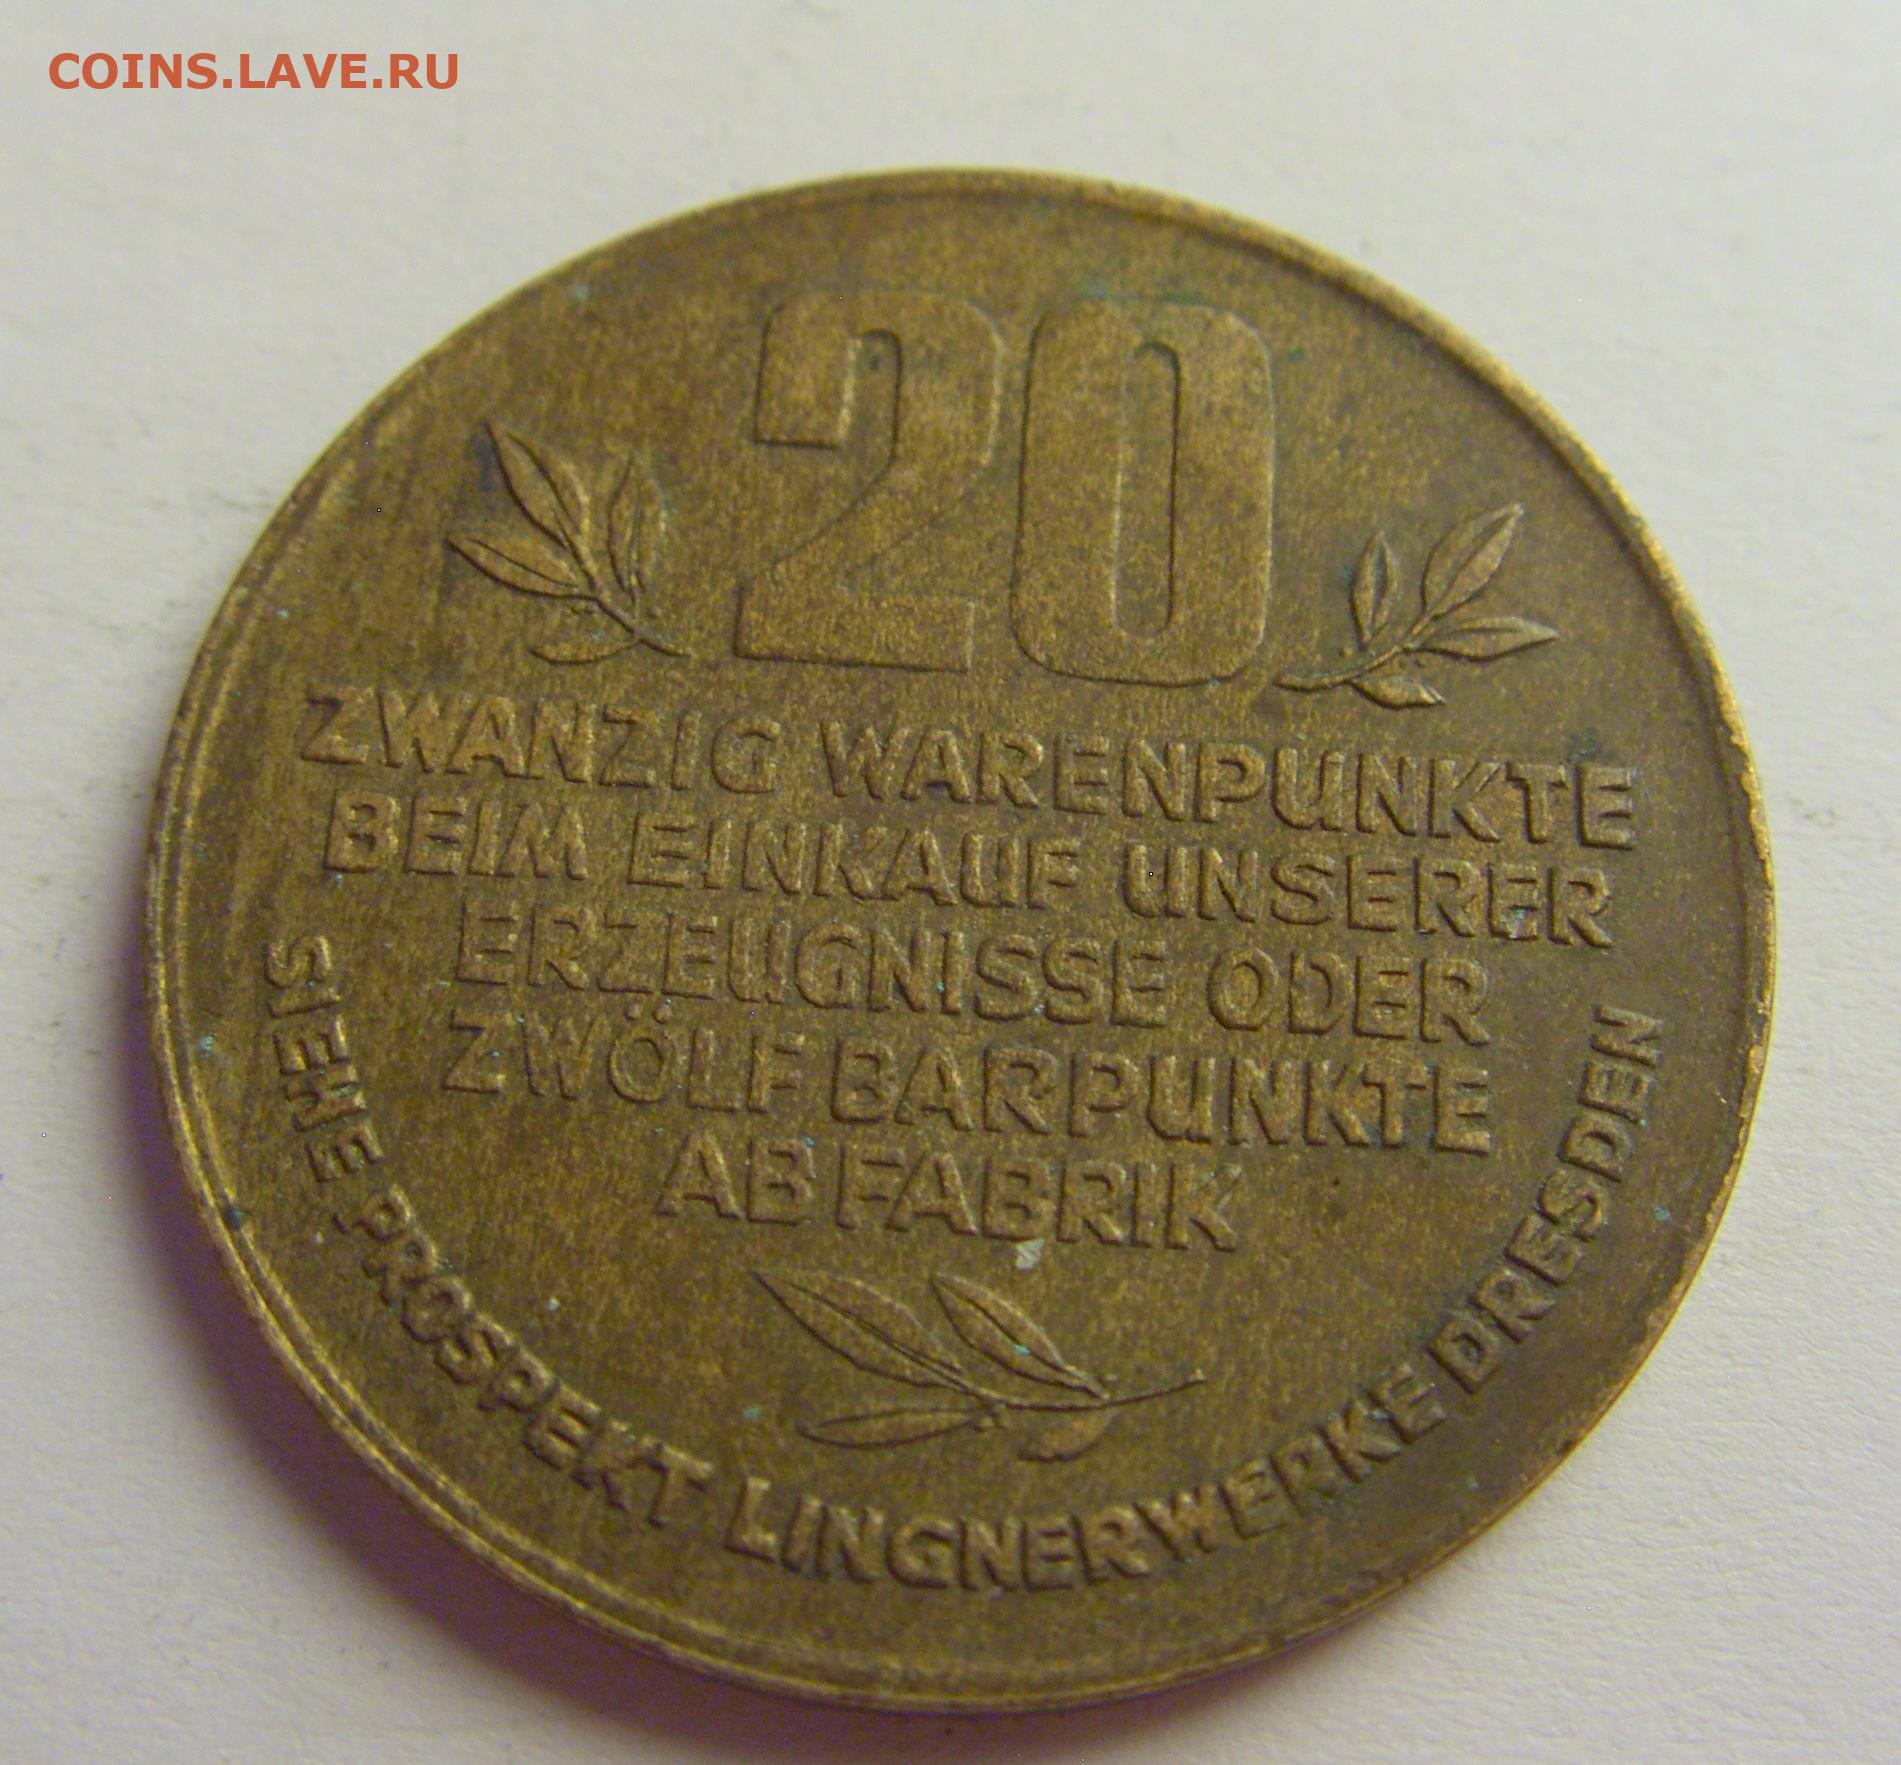 COINS.LAVE.RU
20
ZWANZIG WARENPUNKTE
BEIM EINKAUF UNSERER
ERZEUGNISSE ODER
ZWÖLF BARPUNKTE
AB FABRIK
SIEHE PROSPEKT LINGNERWERKE DRESDEN